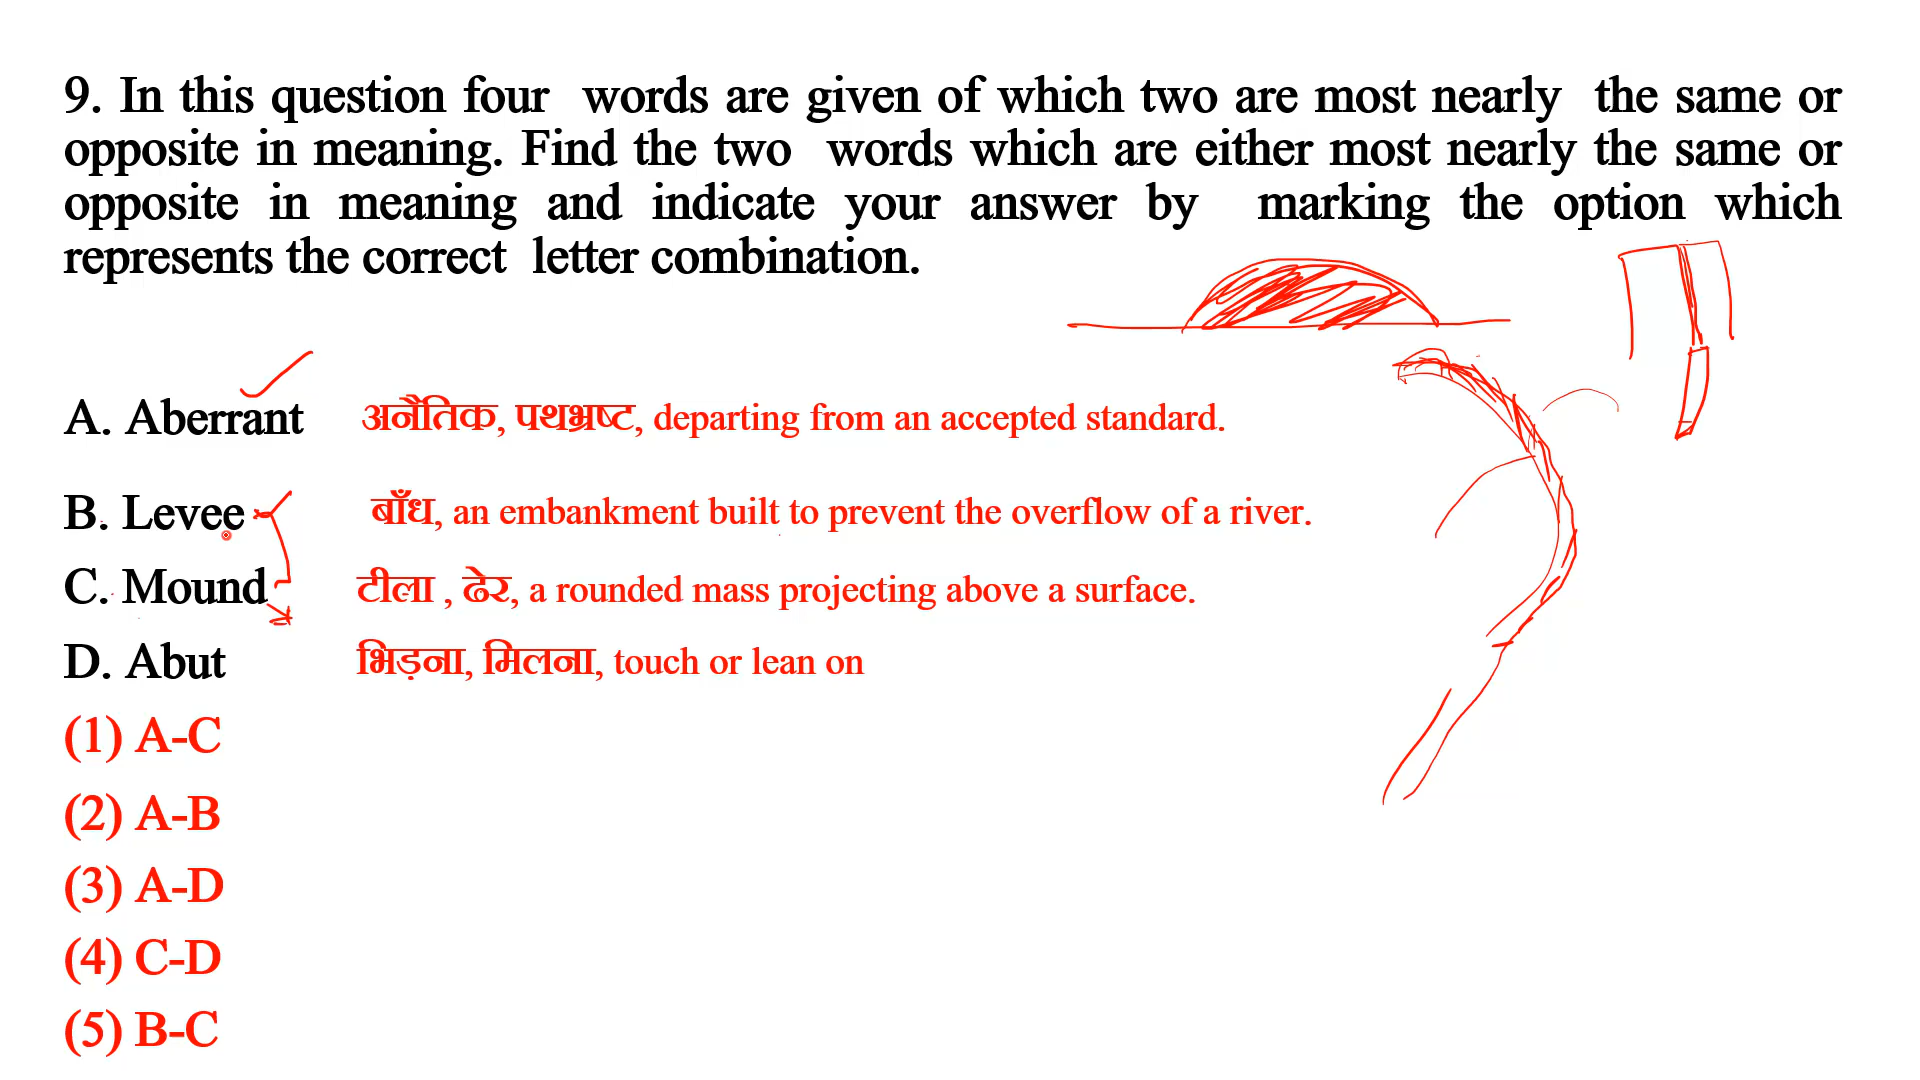 9. In this question four words are given of which two are most nearly the same or
opposite in meaning. Find the two words which are either most nearly the same or
opposite in meaning and indicate your answer by marking the option which
represents the correct letter combination.
A. Aberrant अनैतिक, पथभ्रष्ट, departing from an accepted standard.
B. Levee बाँध, an embankment built to prevent the overflow of a river.
C. Mound टीला , ढेर, a rounded mass projecting above a surface.
D. Abut भिड़ना, मिलना, touch or lean on
(1) A-C
(2) A-B
(3) A-D
(4) C-D
(5) B-C